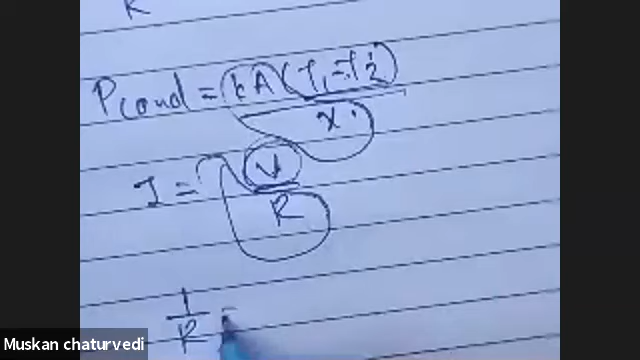 R
Pcond = kA(T₁-T₂)
x.
I = V
R
1
R =
Muskan chaturvedi